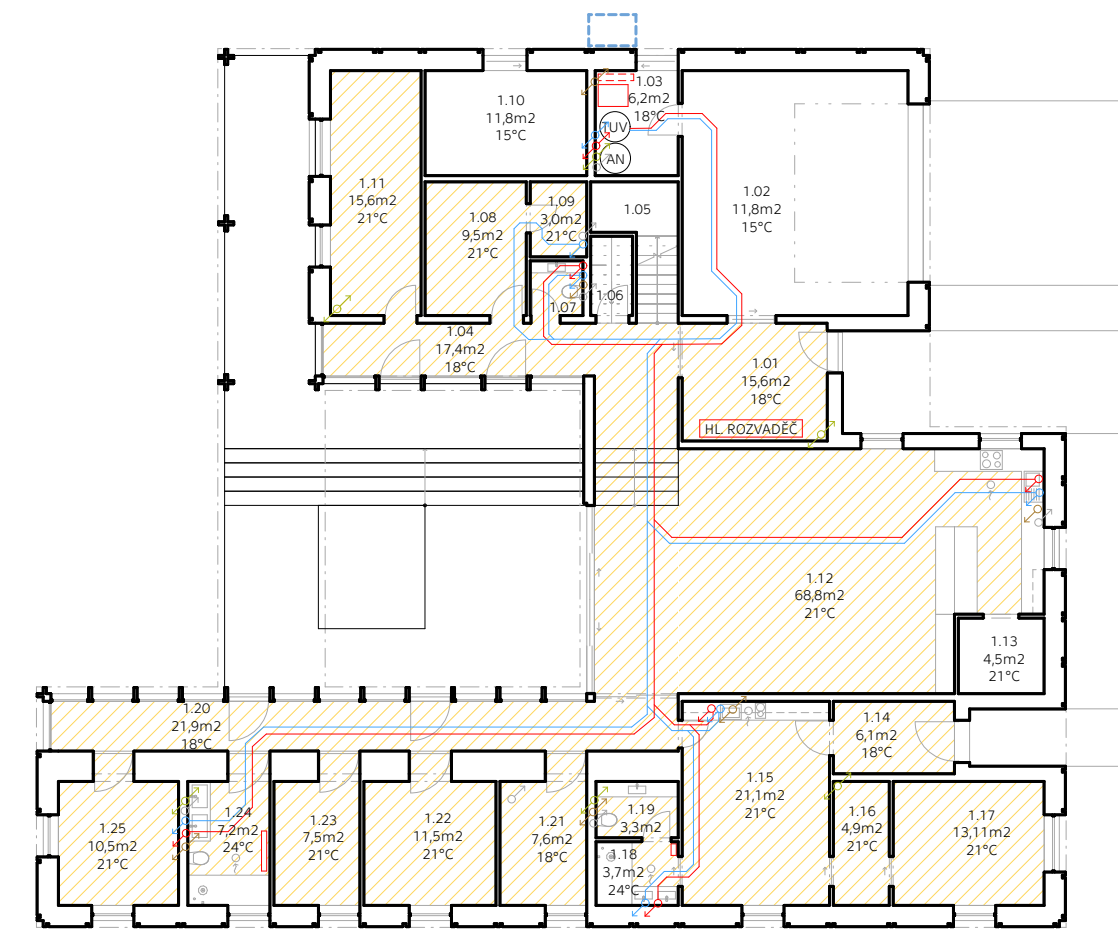 1.03
6,2m2
18°C
1.10
11,8m2
15°C
TUV
AN
1.11
15,6m2
21°C
1.08
9,5m2
21°C
1.09
3,0m2
21°C
1.05
1.02
11,8m2
15°C
1.06
1.07
1.04
17,4m2
18°C
1.01
15,6m2
18°C
HL. ROZVADĚČ
1.12
68,8m2
21°C
1.13
4,5m2
21°C
1.20
21,9m2
18°C
1.14
6,1m2
18°C
1.15
21,1m2
21°C
1.25
10,5m2
21°C
1.24
7,2m2
24°C
1.23
7,5m2
21°C
1.22
11,5m2
21°C
1.21
7,6m2
18°C
1.19
3,3m2
1.18
3,7m2
24°C
1.16
4,9m2
21°C
1.17
13,11m2
21°C